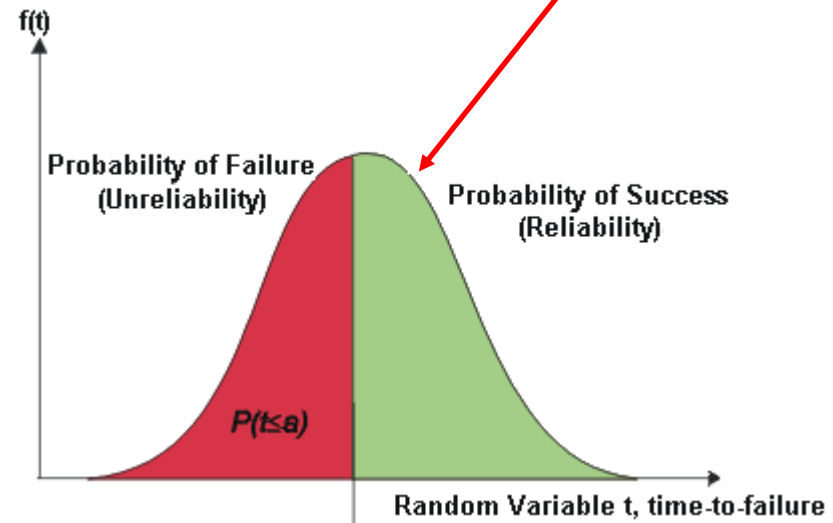 f(t)
Probability of Failure
(Unreliability)
Probability of Success
(Reliability)
P(t≤a)
Random Variable t, time-to-failure